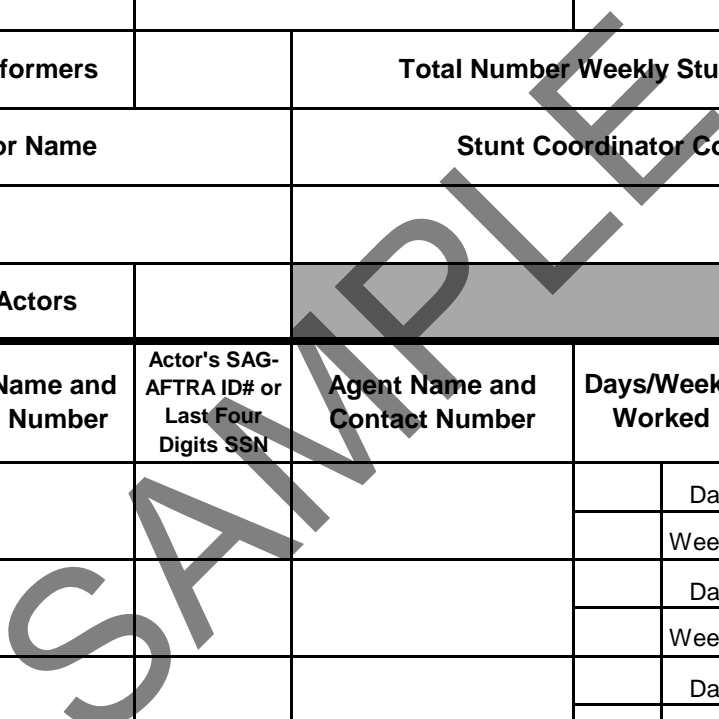 formers
Total Number Weekly Stu
or Name
Stunt Coordinator Co
Actors
Name and
Number
Actor's SAG-
AFTRA ID# or
Last Four
Digits SSN
Agent Name and
Contact Number
Days/Week
Worked
Da
Wee
Da
Wee
Da
SAMPLE